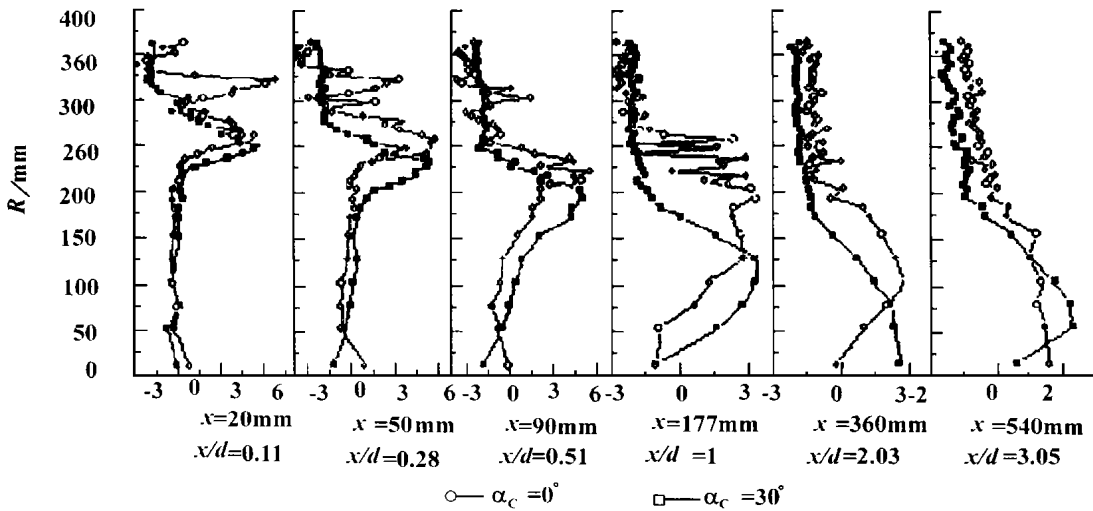 400
360
300
260
200
150
100
50
0
R/mm
-3 0 3 6 -3 0 3 6 -3 0 3 6 -3 0 3 -3 0 3 -2 0 2
x=20mm x =50mm x=90mm x=177mm x =360mm x =540mm
x/d=0.11 x/d=0.28 x/d=0.51 x/d =1 x/d=2.03 x/d=3.05
α_C =0° α_C =30°